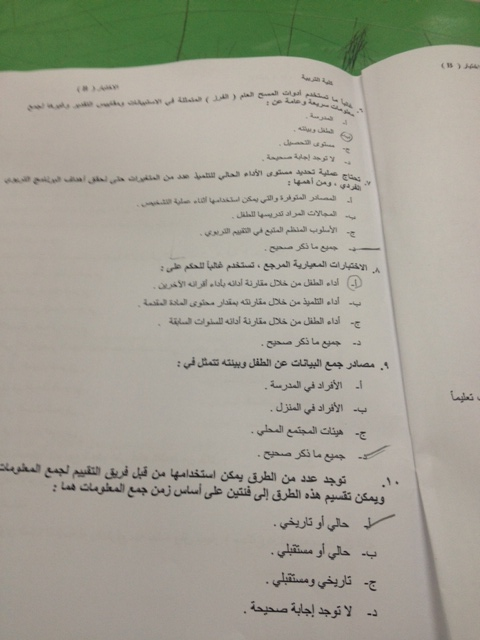 كلية التربية
الاختبار ( B )
اختبار ( B )
٦. غالباً ما تستخدم أدوات المسح العام ( الفرز ) المتمثلة في الاستبيانات ومقاييس التقدير وغيرها لجمع
معلومات سريعة وعامة عن :
أ- المدرسة .
ب- الطفل وبيئته .
ج- مستوى التحصيل .
د- لا توجد إجابة صحيحة .
٧. تحتاج عملية تحديد مستوى الأداء الحالي للتلميذ عدد من المتغيرات حتى تحقق أهداف البرنامج التربوي
الفردي ، ومن أهمها :
أ- المصادر المتوفرة والتي يمكن استخدامها أثناء عملية التشخيص .
ب- المجالات المراد تدريسها للطفل .
ج- الأسلوب المنظم المتبع في التقييم التربوي .
د- جميع ما ذكر صحيح .
٨. الاختبارات المعيارية المرجع ، تستخدم غالباً للحكم على :
أ- أداء الطفل من خلال مقارنة أدائه بأداء أقرانه الآخرين .
ب- أداء التلميذ من خلال مقارنته بمقدار محتوى المادة المقدمة .
ج- أداء الطفل من خلال مقارنة أدائه للسنوات السابقة .
د- جميع ما ذكر صحيح .
٩. مصادر جمع البيانات عن الطفل وبيئته تتمثل في :
أ- الأفراد في المدرسة .
ب- الأفراد في المنزل .
ج- هيئات المجتمع المحلي .
د- جميع ما ذكر صحيح .
١٠. توجد عدد من الطرق يمكن استخدامها من قبل فريق التقييم لجمع المعلومات
ويمكن تقسيم هذه الطرق إلى فئتين على أساس زمن جمع المعلومات هما :
أ- حالي أو تاريخي .
ب- حالي أو مستقبلي .
ج- تاريخي ومستقبلي .
د- لا توجد إجابة صحيحة .
تعليماً